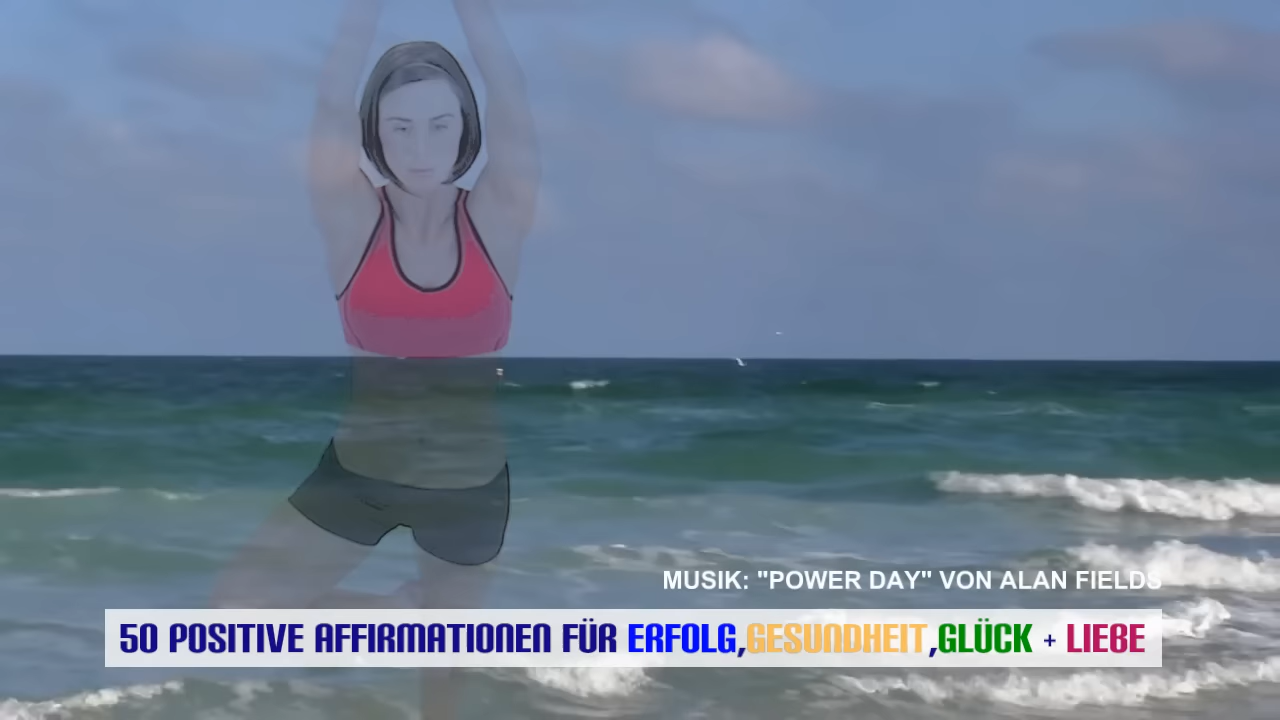 MUSIK: "POWER DAY" VON ALAN FIELDS
50 POSITIVE AFFIRMATIONEN FÜR ERFOLG,GESUNDHEIT,GLÜCK + LIEBE